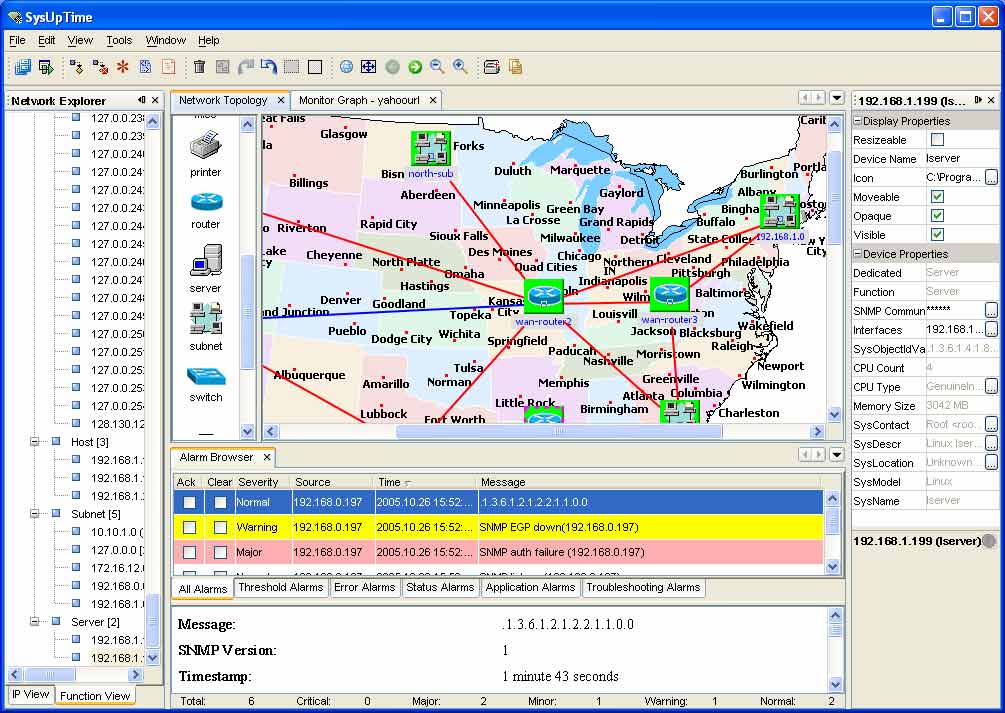 SysUpTime
File Edit View Tools Window Help
Network Explorer
127.0.0.23
127.0.0.23
127.0.0.24
127.0.0.24
127.0.0.24
127.0.0.24
127.0.0.24
127.0.0.24
127.0.0.24
127.0.0.24
127.0.0.24
127.0.0.24
127.0.0.25
127.0.0.25
127.0.0.25
127.0.0.25
127.0.0.25
128.130.12
Host [3]
192.168.1.
192.168.1.
192.168.1.
Subnet [5]
10.10.1.0 (
127.0.0.0 [
172.16.12.
192.168.0.
192.168.1.
Server [2]
192.168.1.
192.168.1.
IP View Function View
Network Topology Monitor Graph - yahoourl
printer
router
server
subnet
switch
Glasgow
Forks
Bisn north-sub
Duluth Marquette
Billings
Aberdeen
Gaylord
Burlington
Portl
Albany
Minneapolis
Green Bay
La Crosse
Grand Rapids
Bingha
Boston
Buffalo
Riverton
Rapid City
Sioux Falls
Milwaukee
Detroit
State Colle
192.168.1.0
New Y
City
Des Moines
Cheyenne
North Platte
Chicago
Northern
IN
Cleveland
Philadelphia
Quad Cities
Omaha
Pittsburgh
Hastings
Indianapolis
Denver Goodland
Kansa
City
Topeka
coln
Wilm
Baltimore
nd Junction
wan-router2
Louisvill
wan-router3
Pueblo
Dodge City
Wichita
Springfield
Jackson Blacksburg
Wakefield
Raleigh
Paducah
Nashville
Morristown
Albuquerque
Amarillo
Tulsa
Norman
Memphis
Greenville
Newport
Wilmington
Atlanta Columbia
Lubbock
Fort Worth
Little Rock
Birmingham
Charleston
Alarm Browser
Ack Clear Severity Source Time Message
Normal 192.168.0.197 2005.10.26 15:52:... .1.3.6.1.2.1.2.2.1.1.0.0
Warning 192.168.0.197 2005.10.26 15:52:... SNMP EGP down(192.168.0.197)
Major 192.168.0.197 2005.10.26 15:52:... SNMP auth failure (192.168.0.197)
All Alarms Threshold Alarms Error Alarms Status Alarms Application Alarms Troubleshooting Alarms
Message: .1.3.6.1.2.1.2.2.1.1.0.0
SNMP Version: 1
Timestamp: 1 minute 43 seconds
Total: 6 Critical: 0 Major: 2 Minor: 1 Warning: 1 Normal: 2
192.168.1.199 (ls...
Display Properties
Resizeable
Device Name lserver
Icon C:\Progra...
Moveable
Opaque
Visible
Device Properties
Dedicated Server
Function Server
SNMP Commun ******
Interfaces 192.168.1...
SysObjectIdVa .1.3.6.1.4.1.8...
CPU Count 4
CPU Type GenuineIn...
Memory Size 3042 MB
SysContact Root <roo...
SysDescr Linux lser...
SysLocation Unknown...
SysModel Linux
SysName lserver
192.168.1.199 (lserver)